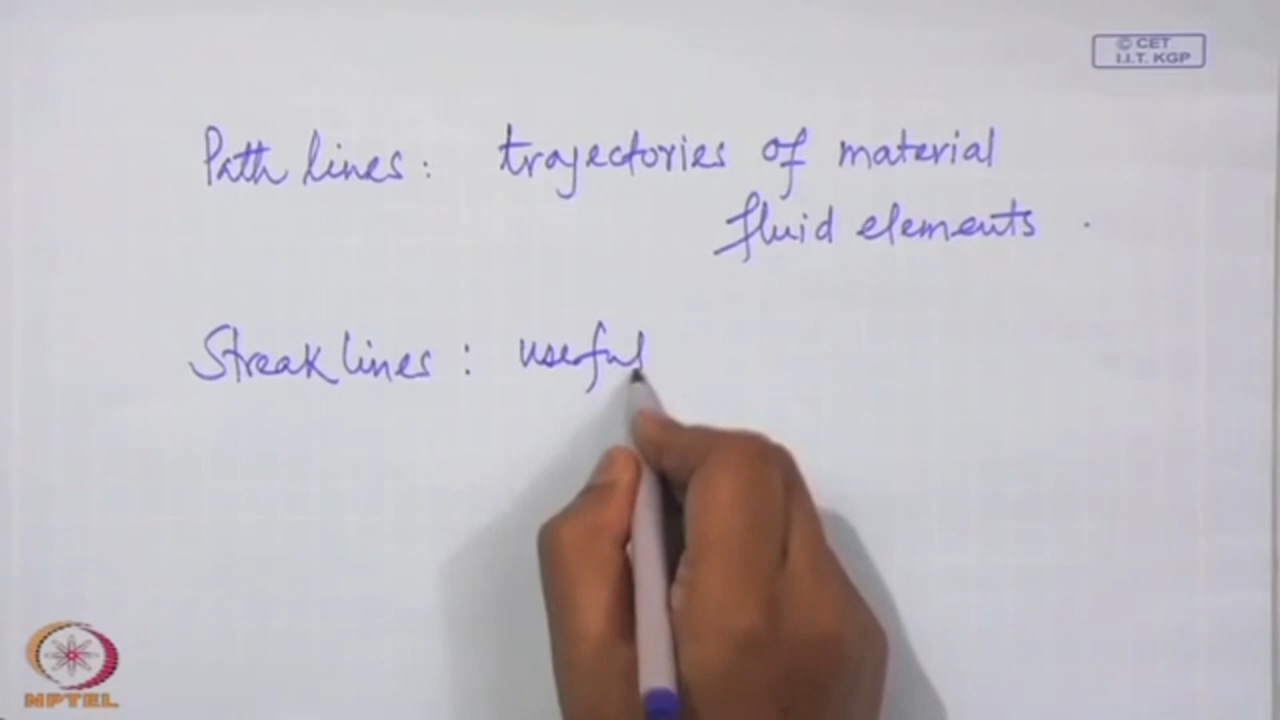 © CET
I.I.T. KGP
Path lines : trajectories of material
fluid elements .
Streak lines : useful
NPTEL